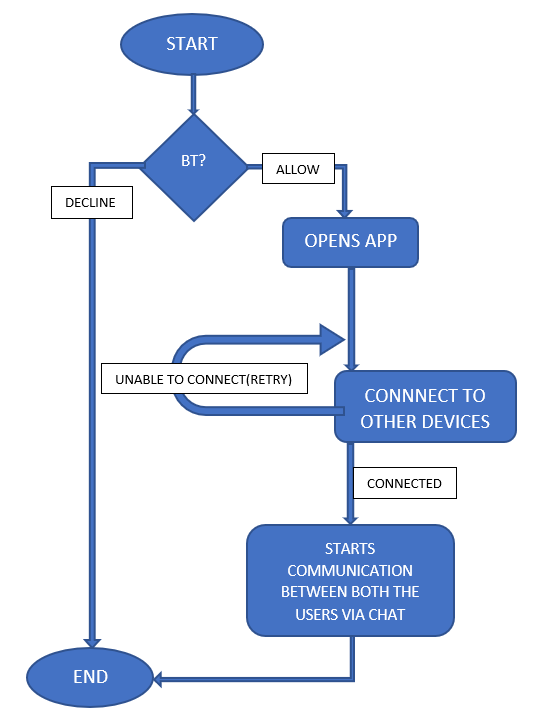 START
BT?
ALLOW
DECLINE
OPENS APP
UNABLE TO CONNECT(RETRY)
CONNNECT TO
OTHER DEVICES
CONNECTED
STARTS
COMMUNICATION
BETWEEN BOTH THE
USERS VIA CHAT
END